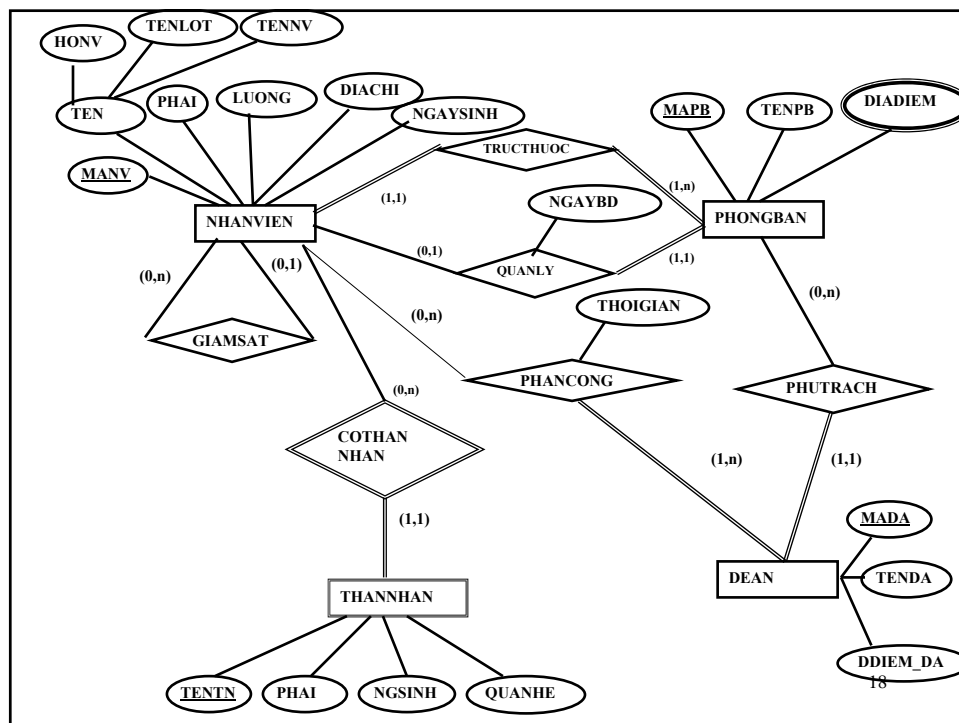 TENLOT
TENNV
HONV
DIACHI
LUONG
PHAI
TEN
NGAYSINH
MAPB
TENPB
DIADIEM
TRUCTHUOC
MANV
(1,1)
(1,n)
NGAYBD
NHANVIEN
PHONGBAN
(0,1)
(1,1)
QUANLY
(0,n)
(0,1)
(0,n)
THOIGIAN
(0,n)
GIAMSAT
PHANCONG
PHUTRACH
(0,n)
COTHAN
NHAN
(1,n)
(1,1)
(1,1)
MADA
DEAN
TENDA
THANNHAN
DDIEM_DA
18
TENTN
PHAI
NGSINH
QUANHE